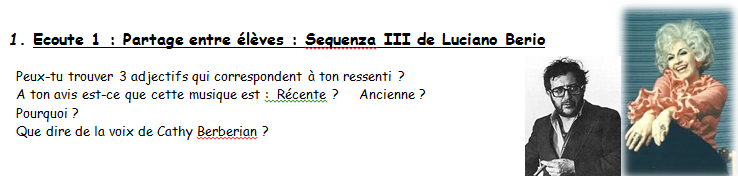 1. Ecoute 1 : Partage entre élèves : Sequenza III de Luciano Berio
Peux-tu trouver 3 adjectifs qui correspondent à ton ressenti ?
A ton avis est-ce que cette musique est : Récente ? Ancienne ?
Pourquoi ?
Que dire de la voix de Cathy Berberian ?